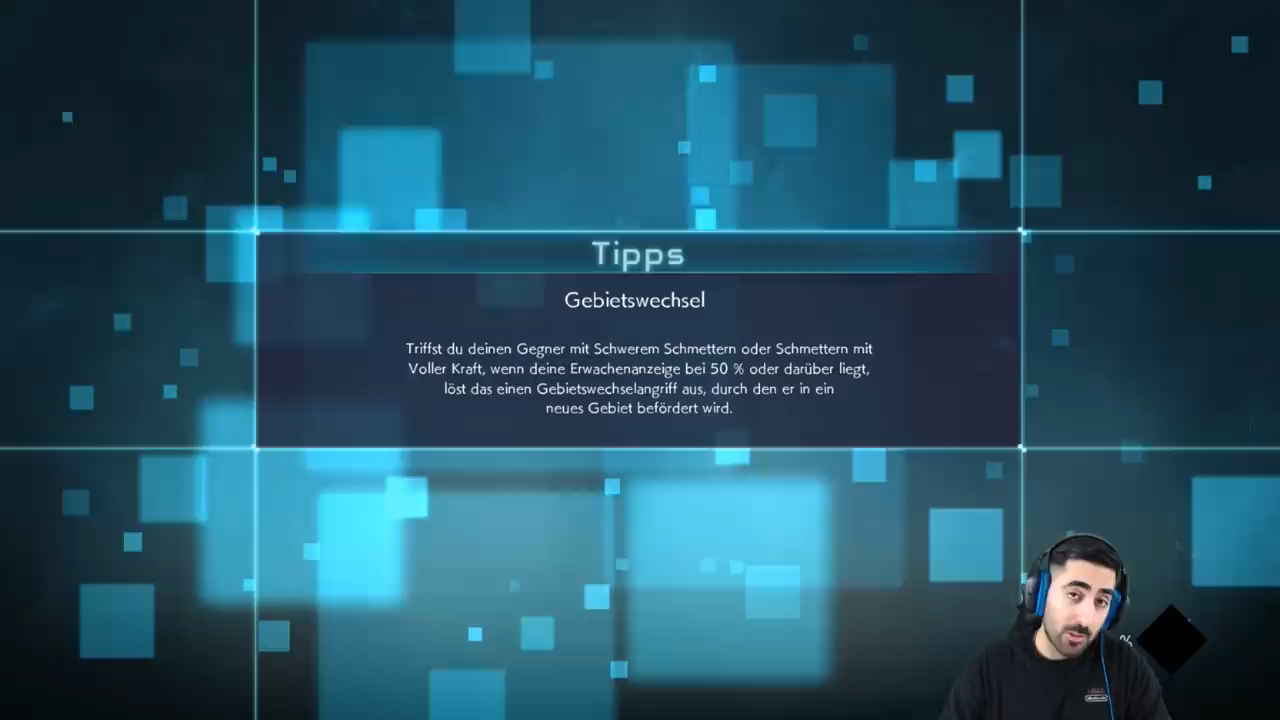 Tipps
Gebietswechsel
Triffst du deinen Gegner mit Schwerem Schmettern oder Schmettern mit
Voller Kraft, wenn deine Erwachenanzeige bei 50 % oder darüber liegt,
löst das einen Gebietswechselangriff aus, durch den er in ein
neues Gebiet befördert wird.
%
Nintendo